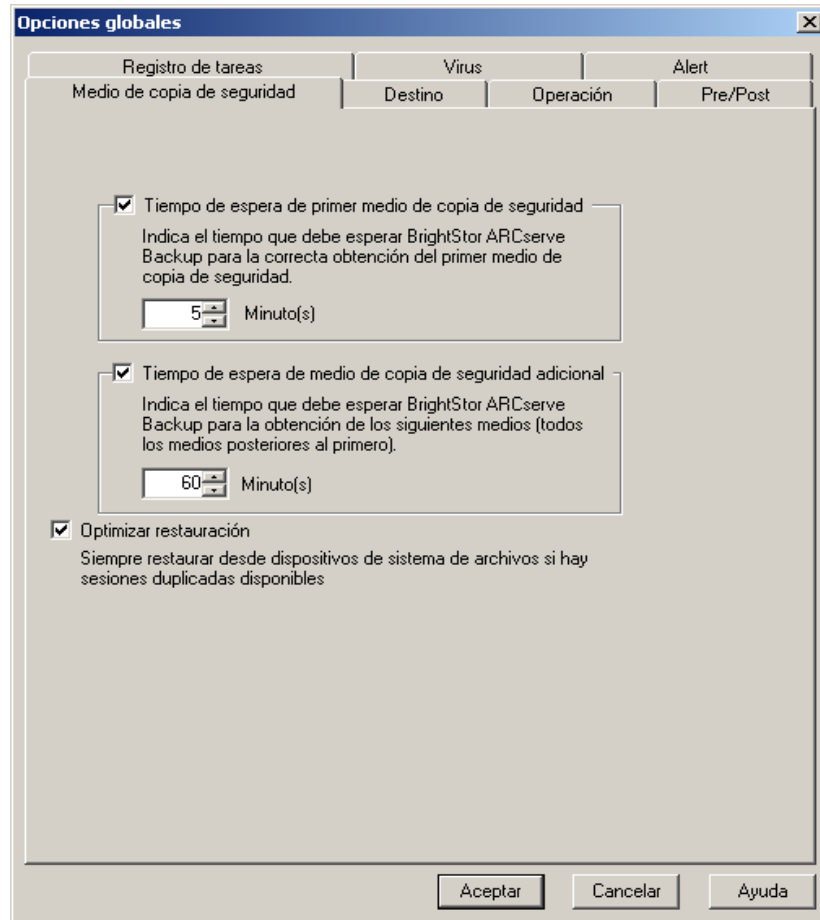 Opciones globales
Registro de tareas
Virus
Alert
Medio de copia de seguridad
Destino
Operación
Pre/Post
Tiempo de espera de primer medio de copia de seguridad
Indica el tiempo que debe esperar BrightStor ARCserve
Backup para la correcta obtención del primer medio de
copia de seguridad.
5 Minuto(s)
Tiempo de espera de medio de copia de seguridad adicional
Indica el tiempo que debe esperar BrightStor ARCserve
Backup para la obtención de los siguientes medios (todos
los medios posteriores al primero).
60 Minuto(s)
Optimizar restauración
Siempre restaurar desde dispositivos de sistema de archivos si hay
sesiones duplicadas disponibles
Aceptar
Cancelar
Ayuda